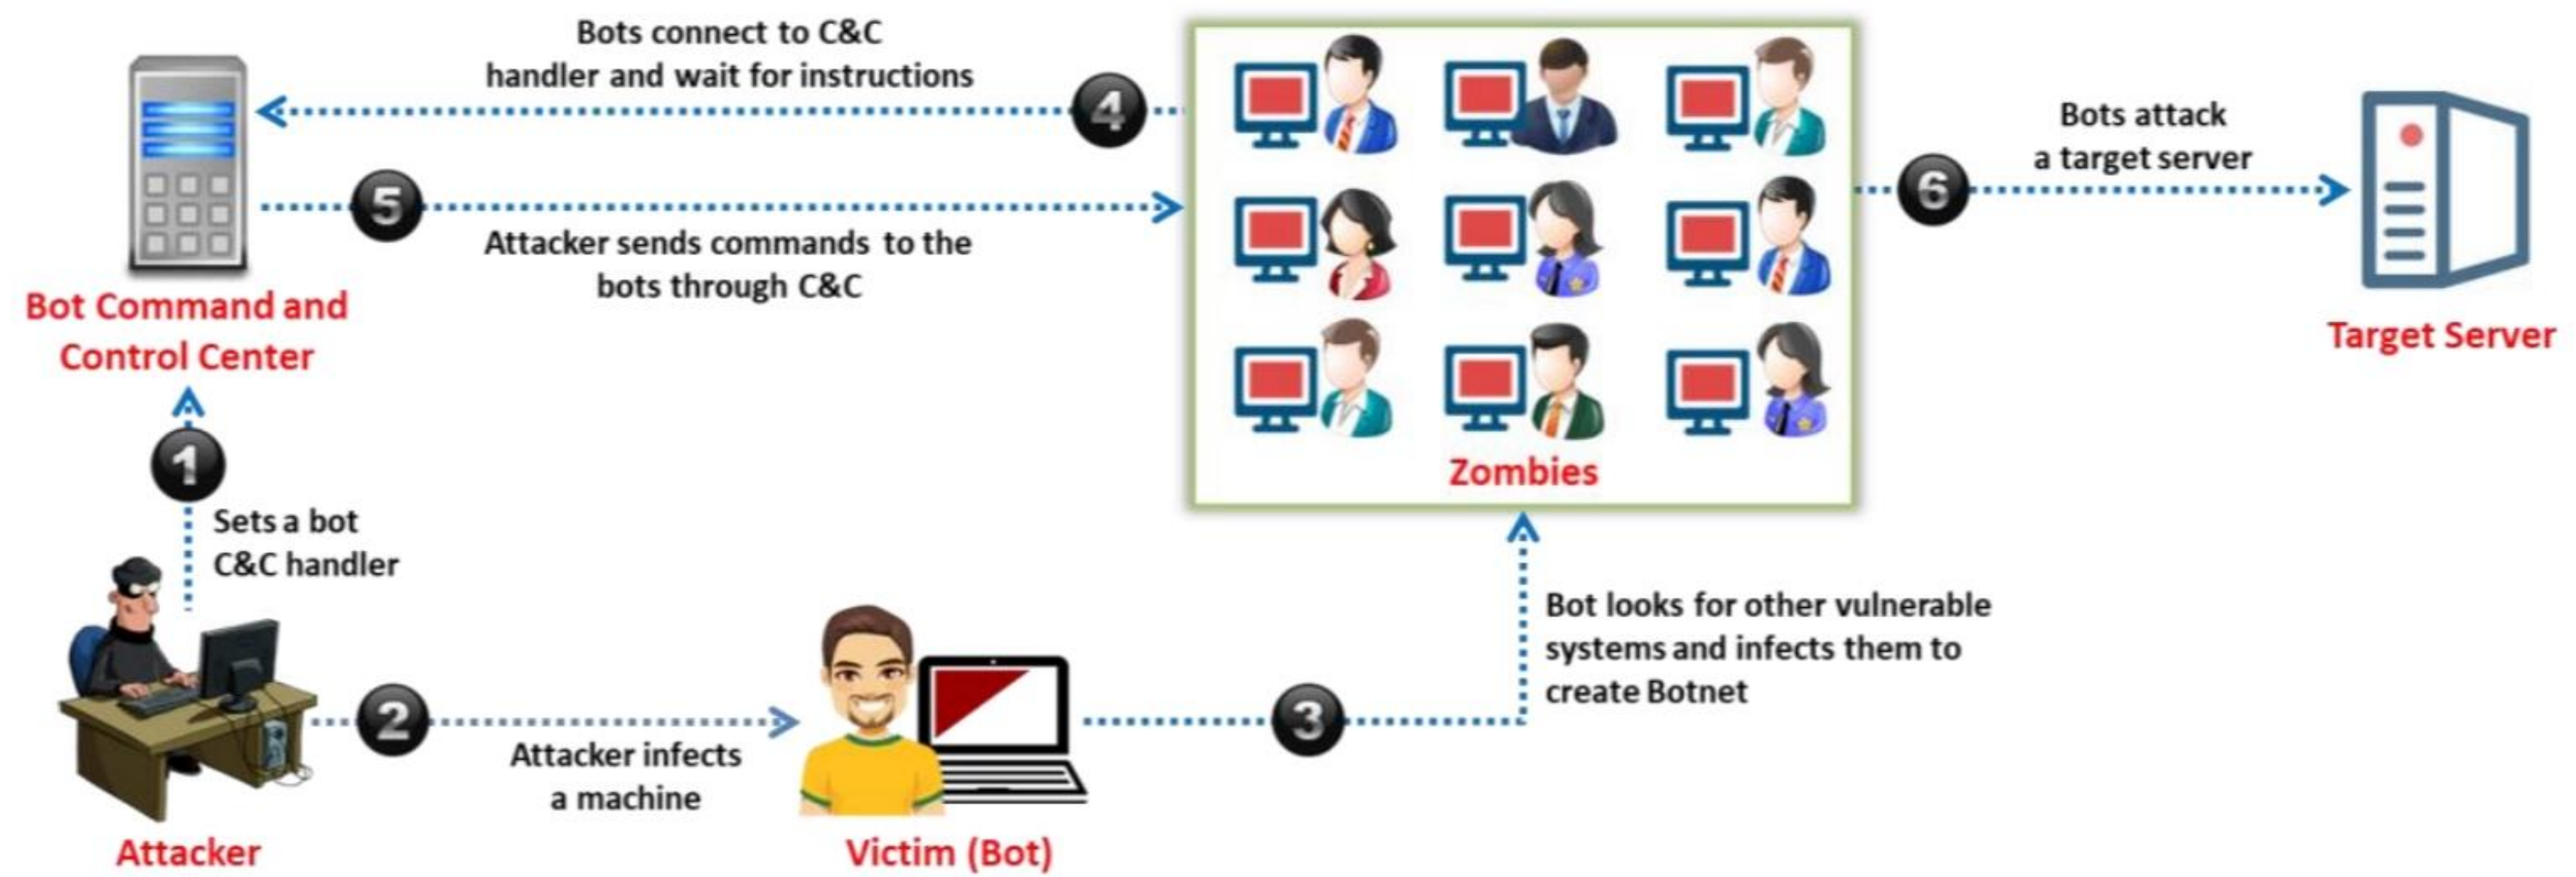 Bots connect to C&C
handler and wait for instructions
4
5
Attacker sends commands to the
bots through C&C
Bot Command and
Control Center
1
Sets a bot
C&C handler
Attacker
2
Attacker infects
a machine
Victim (Bot)
3
Bot looks for other vulnerable
systems and infects them to
create Botnet
Zombies
6
Bots attack
a target server
Target Server